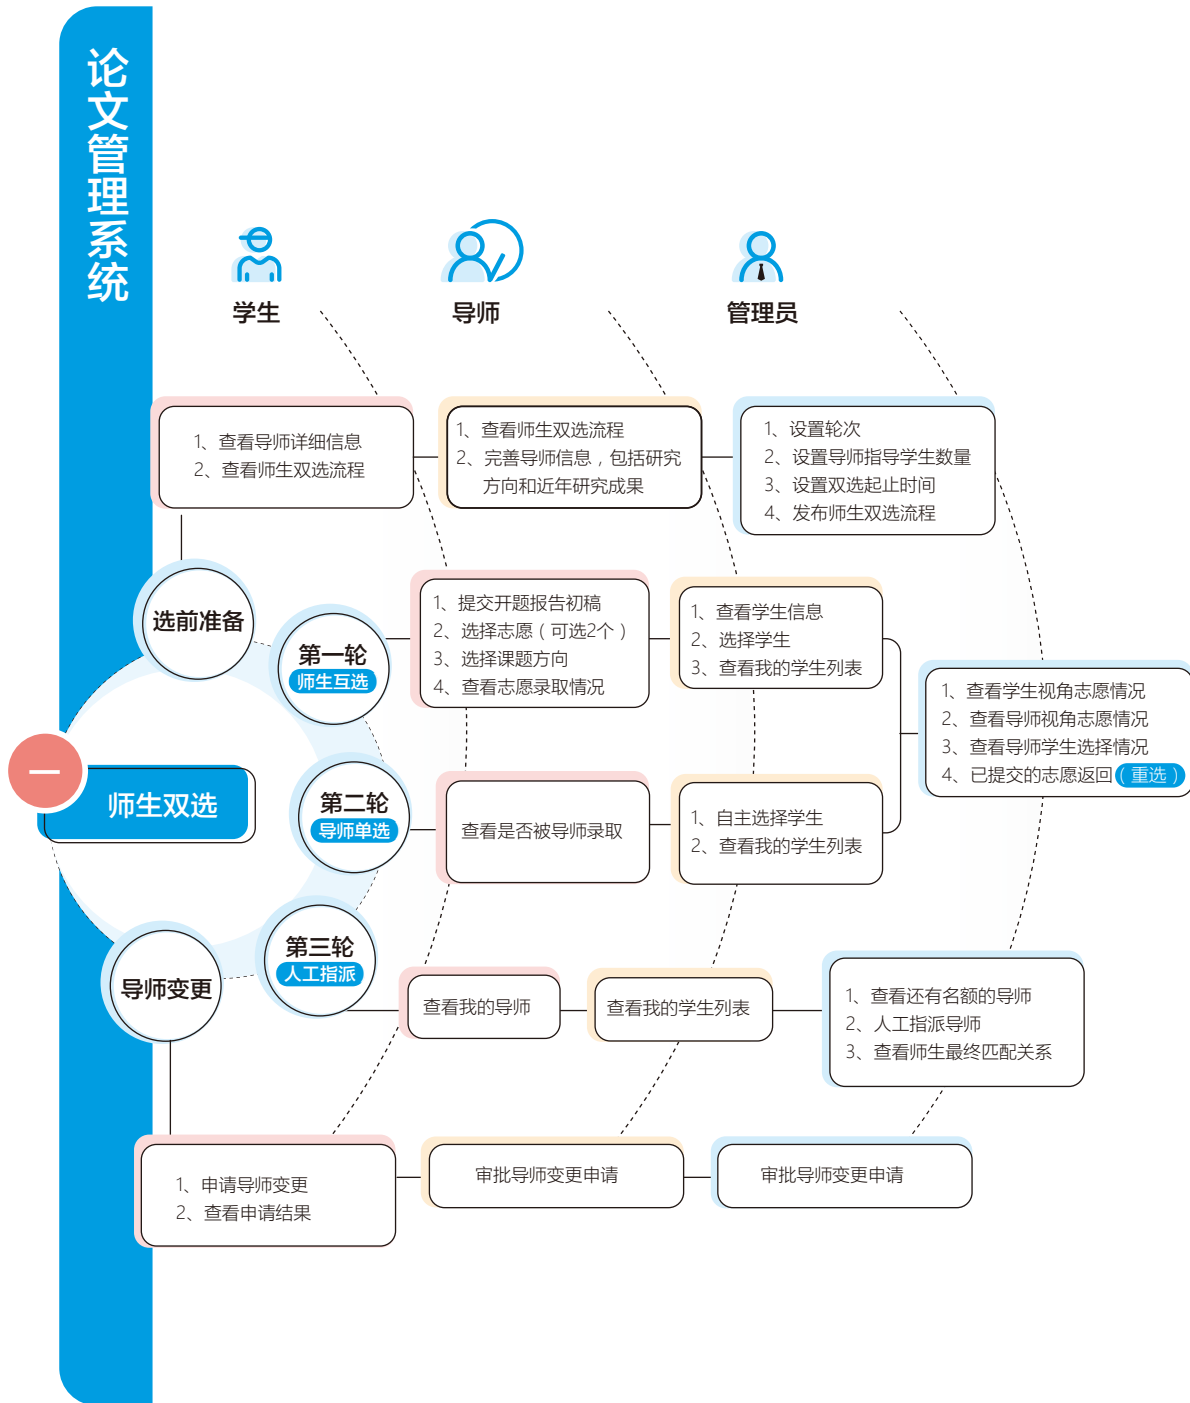 论文管理系统
学生
导师
管理员
1、查看导师详细信息
2、查看师生双选流程
1、查看师生双选流程
2、完善导师信息，包括研究
方向和近年研究成果
1、设置轮次
2、设置导师指导学生数量
3、设置双选起止时间
4、发布师生双选流程
选前准备
第一轮
师生互选
1、提交开题报告初稿
2、选择志愿（可选2个）
3、选择课题方向
4、查看志愿录取情况
1、查看学生信息
2、选择学生
3、查看我的学生列表
1、查看学生视角志愿情况
2、查看导师视角志愿情况
3、查看导师学生选择情况
4、已提交的志愿返回（重选）
一
师生双选
第二轮
导师单选
查看是否被导师录取
1、自主选择学生
2、查看我的学生列表
第三轮
人工指派
查看我的导师
查看我的学生列表
1、查看还有名额的导师
2、人工指派导师
3、查看师生最终匹配关系
导师变更
1、申请导师变更
2、查看申请结果
审批导师变更申请
审批导师变更申请